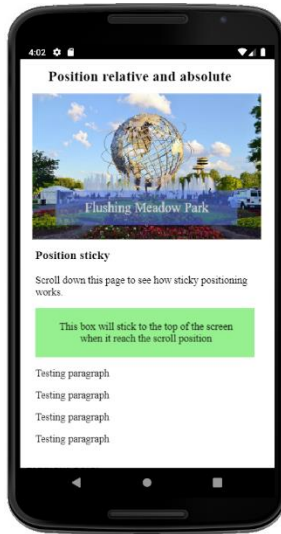 4:02
Position relative and absolute
Flushing Meadow Park
Position sticky
Scroll down this page to see how sticky positioning
works.
This box will stick to the top of the screen
when it reach the scroll position
Testing paragraph
Testing paragraph
Testing paragraph
Testing paragraph